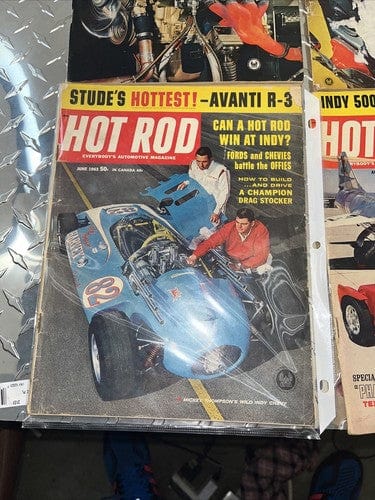 STUDE'S HOTTEST! -AVANTI R-3
HOT ROD
EVERYBODY'S AUTOMOTIVE MAGAZINE
JUNE 1963 50¢ IN CANADA
CAN A HOT ROD
WIN AT INDY?
FORDS and CHEVIES
battle the OFFIES
HOW TO BUILD
...AND DRIVE
A CHAMPION
DRAG STOCKER
82
MICKEY THOMPSON'S WILD INDY CHEVY
INDY 500
HOT
EVERYBODY'S
SPECIAL